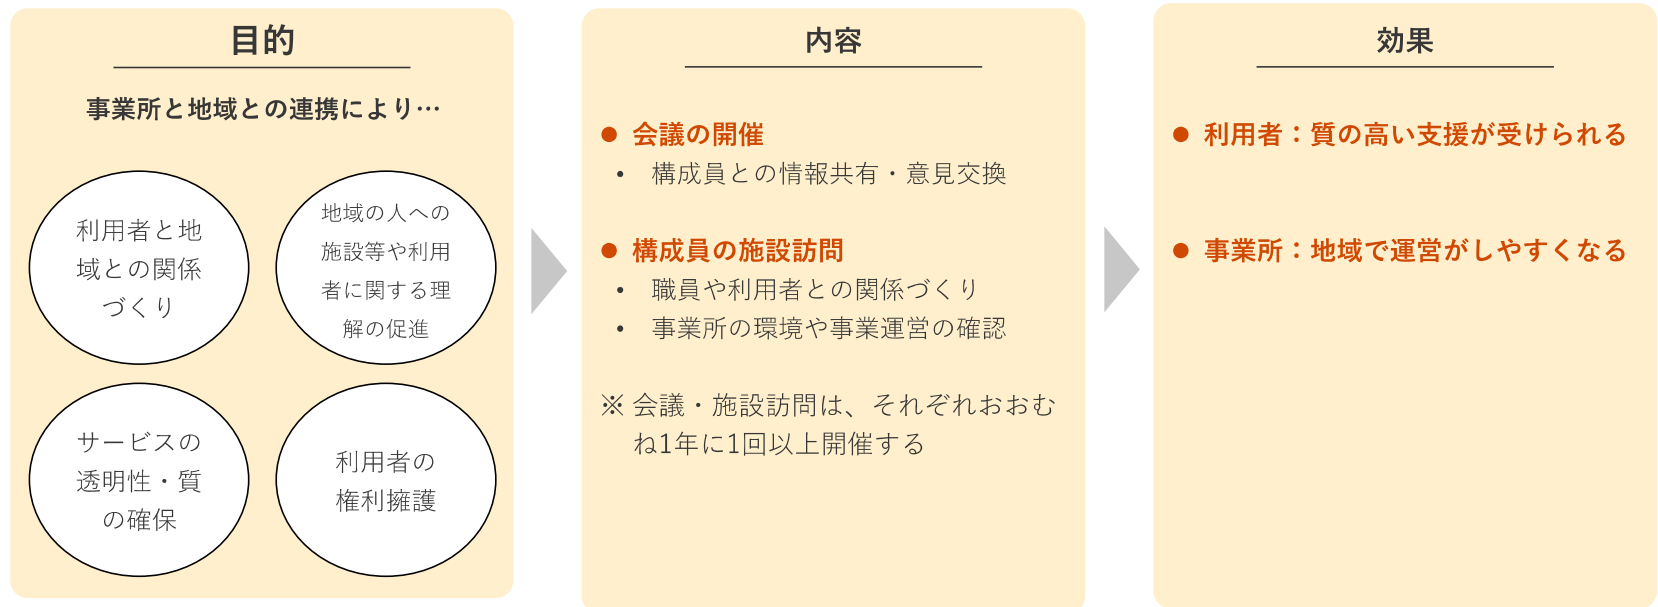 目的
事業所と地域との連携により…
利用者と地
域との関係
づくり
地域の人への
施設等や利用
者に関する理
解の促進
サービスの
透明性・質
の確保
利用者の
権利擁護
内容
● 会議の開催
• 構成員との情報共有・意見交換
● 構成員の施設訪問
• 職員や利用者との関係づくり
• 事業所の環境や事業運営の確認
※ 会議・施設訪問は、それぞれおおむ
ね1年に1回以上開催する
効果
● 利用者：質の高い支援が受けられる
● 事業所：地域で運営がしやすくなる